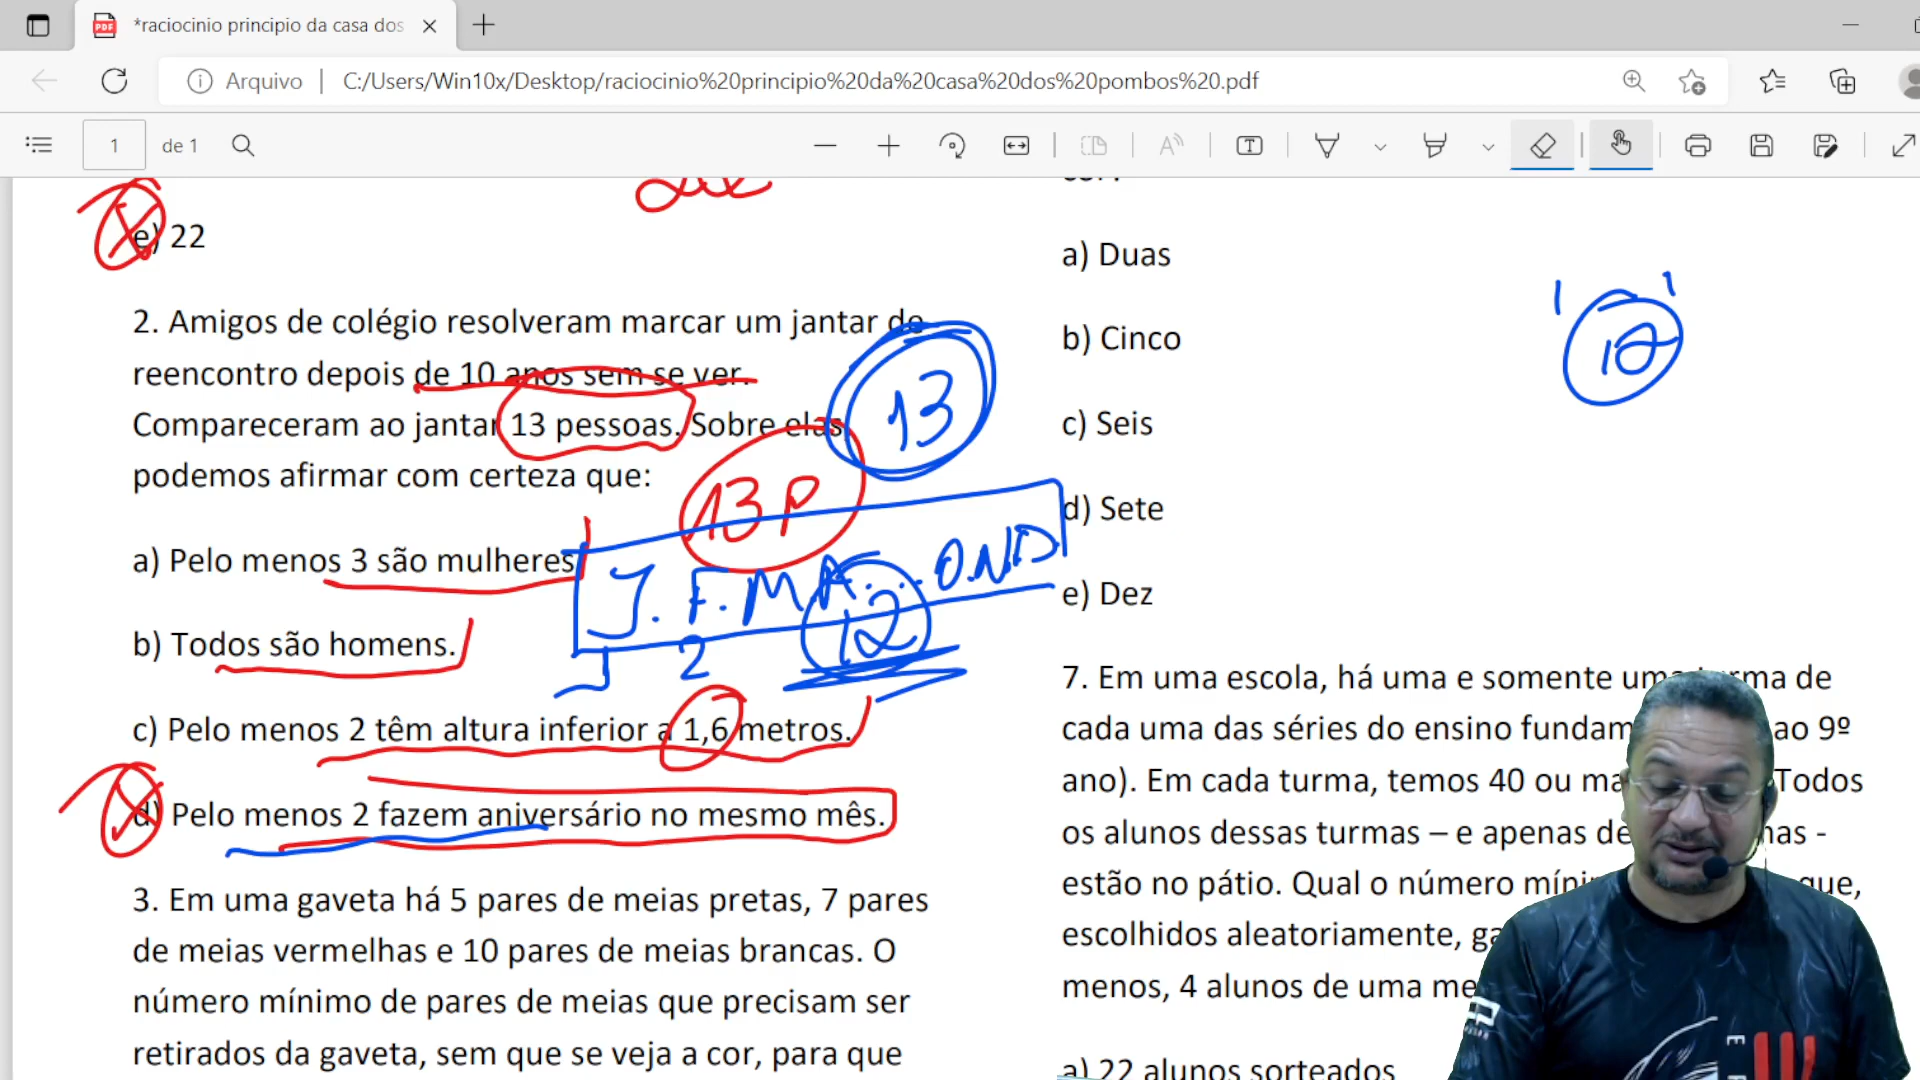 *raciocinio principio da casa dos
Arquivo
C:/Users/Win10x/Desktop/raciocinio%20principio%20da%20casa%20dos%20pombos%20.pdf
1 de 1
e) 22
2. Amigos de colégio resolveram marcar um jantar de
reencontro depois de 10 anos sem se ver.
Compareceram ao jantar 13 pessoas. Sobre elas
podemos afirmar com certeza que:
13
13 P
a) Pelo menos 3 são mulheres
J. F. M. A. ... O.N.D
b) Todos são homens.
J 2 12
c) Pelo menos 2 têm altura inferior a 1,6 metros.
d) Pelo menos 2 fazem aniversário no mesmo mês.
3. Em uma gaveta há 5 pares de meias pretas, 7 pares
de meias vermelhas e 10 pares de meias brancas. O
número mínimo de pares de meias que precisam ser
retirados da gaveta, sem que se veja a cor, para que
a) Duas
b) Cinco
12
c) Seis
d) Sete
e) Dez
7. Em uma escola, há uma e somente uma turma de
cada uma das séries do ensino fundam ao 9º
ano). Em cada turma, temos 40 ou ma Todos
os alunos dessas turmas – e apenas de mas -
estão no pátio. Qual o número míni que,
escolhidos aleatoriamente, ga
menos, 4 alunos de uma me
a) 22 alunos sorteados